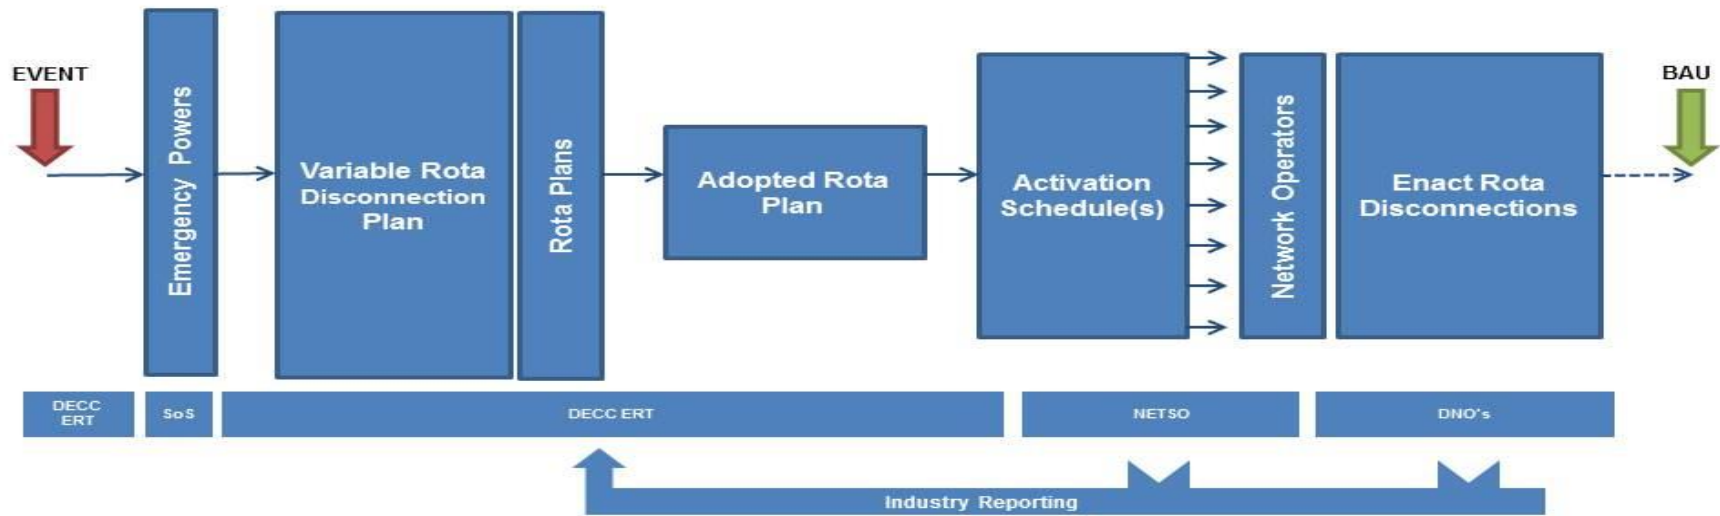 EVENT
Emergency Powers
Variable Rota
Disconnection
Plan
Rota Plans
Adopted Rota
Plan
Activation
Schedule(s)
Network Operators
Enact Rota
Disconnections
BAU
DECC
ERT
SoS
DECC ERT
NETSO
DNO's
Industry Reporting